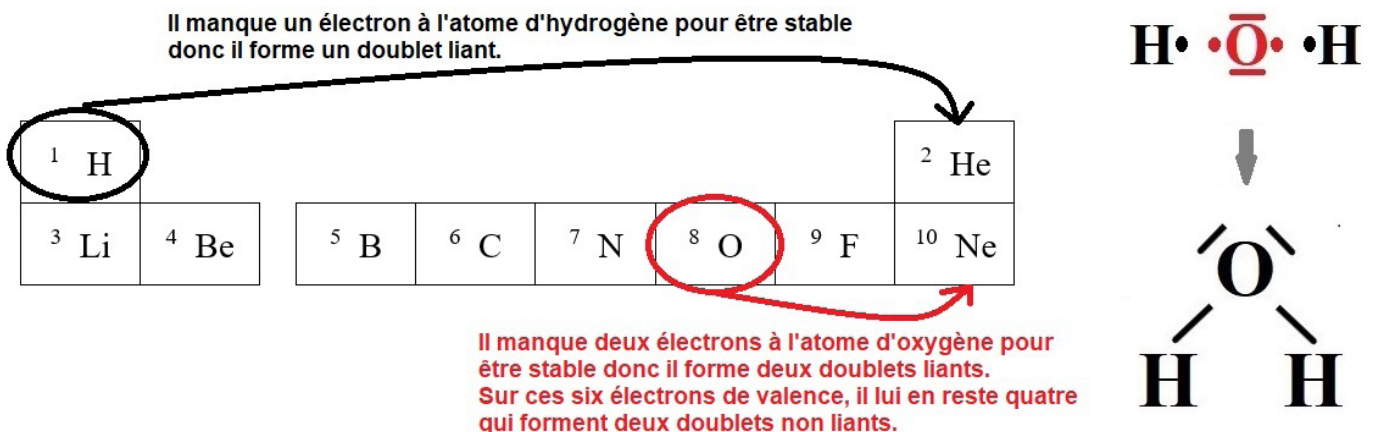 Il manque un électron à l'atome d'hydrogène pour être stable
donc il forme un doublet liant.
H• •O• •H
1 H
2 He
3 Li 4 Be 5 B 6 C 7 N 8 O 9 F 10 Ne
O
H H
Il manque deux électrons à l'atome d'oxygène pour
être stable donc il forme deux doublets liants.
Sur ces six électrons de valence, il lui en reste quatre
qui forment deux doublets non liants.